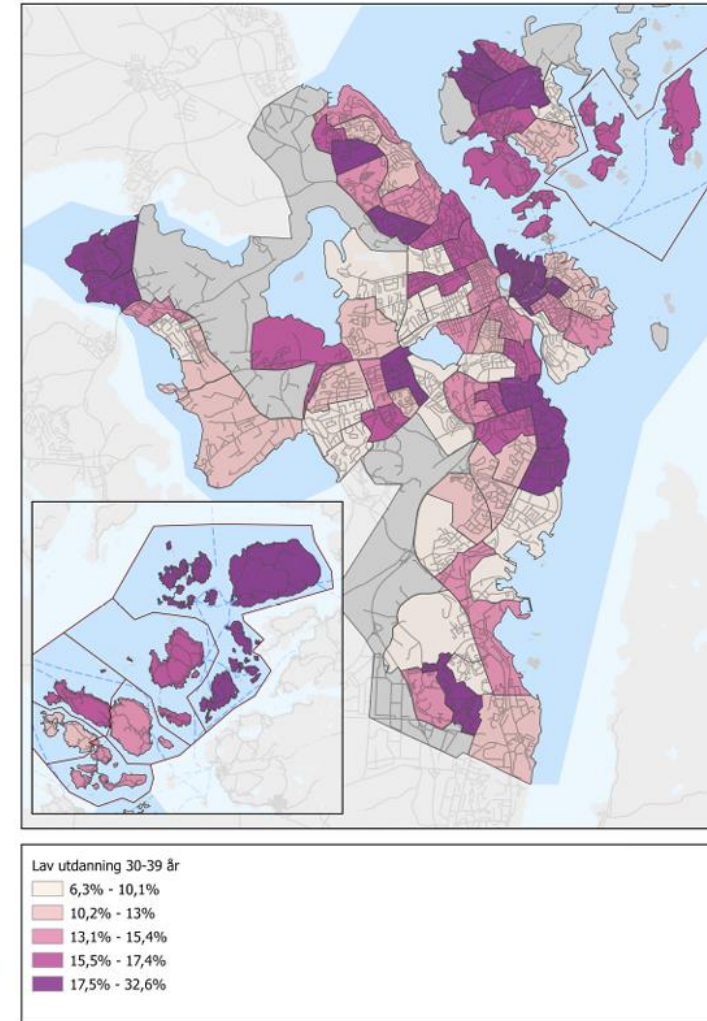 Lav utdanning 30-39 år
6,3% - 10,1%
10,2% - 13%
13,1% - 15,4%
15,5% - 17,4%
17,5% - 32,6%